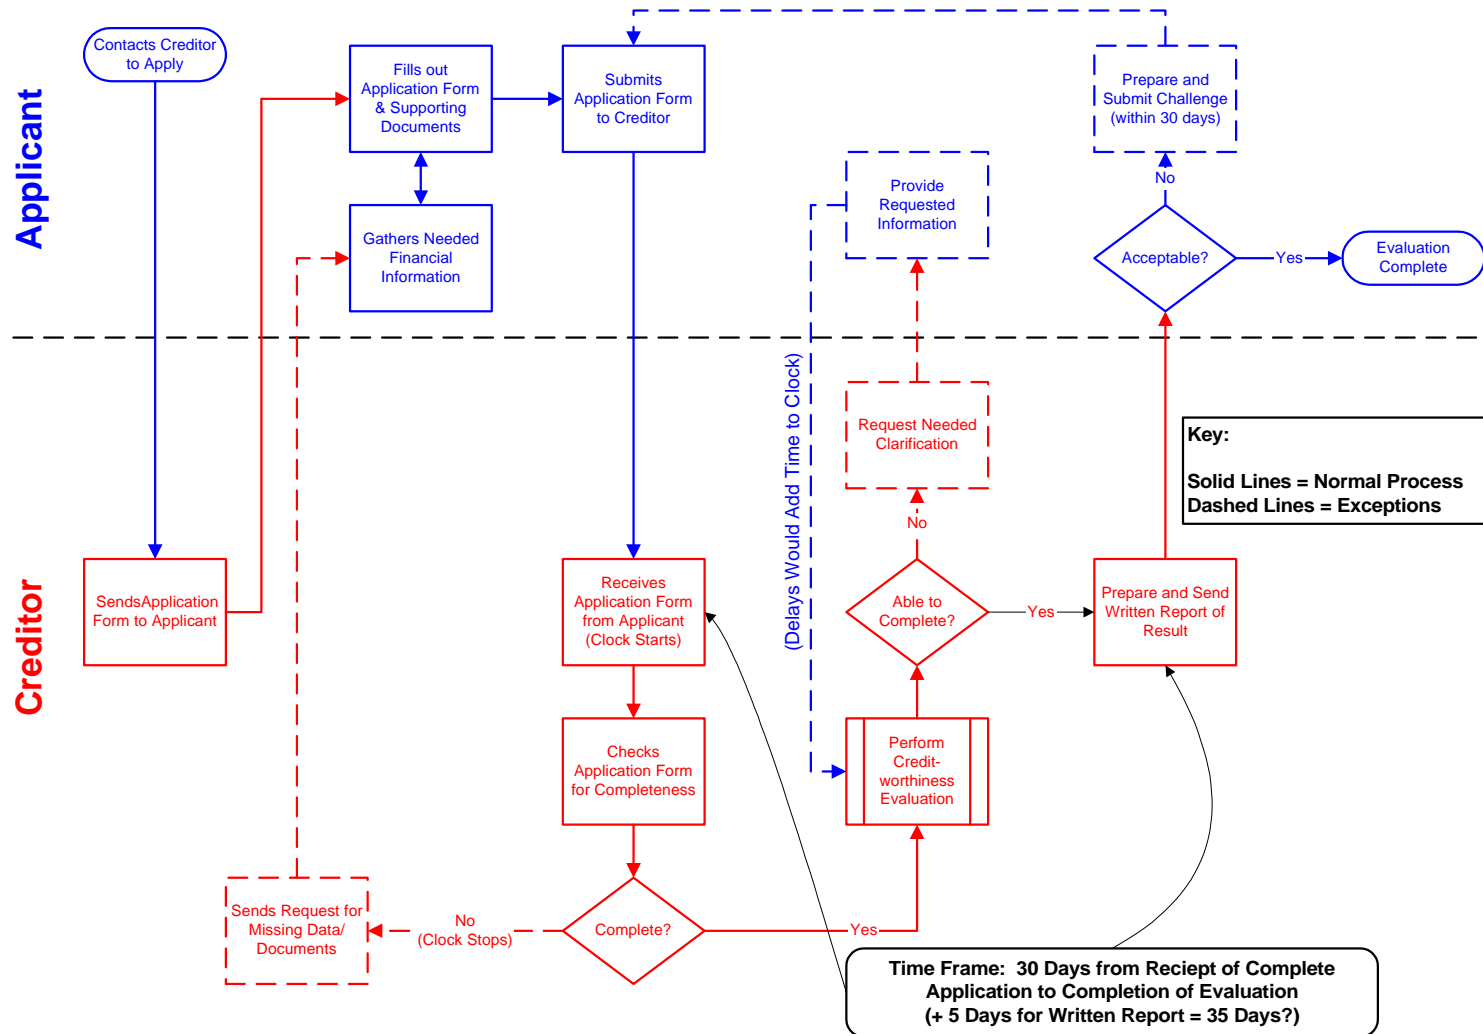 Applicant
Contacts Creditor
to Apply
Fills out
Application Form
& Supporting
Documents
Submits
Application Form
to Creditor
Prepare and
Submit Challenge
(within 30 days)
No
Provide
Requested
Information
Gathers Needed
Financial
Information
Acceptable?
Yes
Evaluation
Complete
(Delays Would Add Time to Clock)
Request Needed
Clarification
No
Key:
Solid Lines = Normal Process
Dashed Lines = Exceptions
Creditor
SendsApplication
Form to Applicant
Receives
Application Form
from Applicant
(Clock Starts)
Able to
Complete?
Yes
Prepare and Send
Written Report of
Result
Checks
Application Form
for Completeness
Perform
Credit-
worthiness
Evaluation
Sends Request for
Missing Data/
Documents
No
(Clock Stops)
Complete?
Yes
Time Frame:  30 Days from Reciept of Complete
Application to Completion of Evaluation
(+ 5 Days for Written Report = 35 Days?)